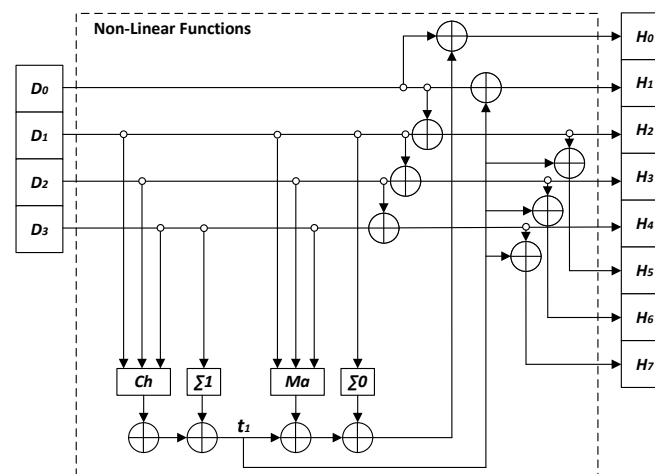 Non-Linear Functions
D0
D1
D2
D3
H0
H1
H2
H3
H4
H5
H6
H7
Ch
∑1
Ma
∑0
t1